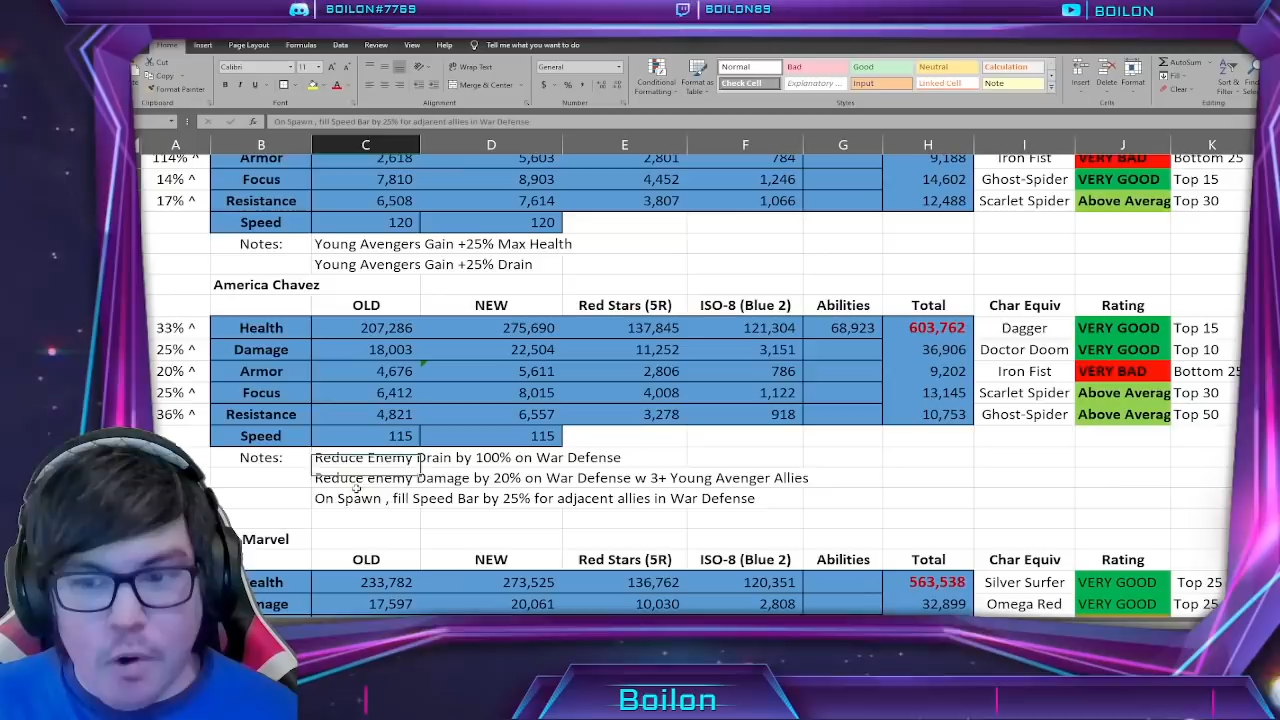 BOILON#7769 BOILON89 BOILON
Home Insert Page Layout Formulas Data Review View Help Tell me what you want to do
Cut Calibri 11 Wrap Text General Normal Bad Good Neutral Calculation AutoSum
Copy Conditional Format as Fill
Format Painter Merge & Center Formatting Table Check Cell Explanatory ... Input Linked Cell Note Insert Delete Format Clear Sort & Find &
Clipboard Font Alignment Number Styles Cells Editing
On Spawn , fill Speed Bar by 25% for adjacent allies in War Defense
A B C D E F G H I J K
114% ^ Armor 2,618 5,603 2,801 784 9,188 Iron Fist VERY BAD Bottom 25
14% ^ Focus 7,810 8,903 4,452 1,246 14,602 Ghost-Spider VERY GOOD Top 15
17% ^ Resistance 6,508 7,614 3,807 1,066 12,488 Scarlet Spider Above Averag Top 30
Speed 120 120
Notes: Young Avengers Gain +25% Max Health
Young Avengers Gain +25% Drain
America Chavez
OLD NEW Red Stars (5R) ISO-8 (Blue 2) Abilities Total Char Equiv Rating
33% ^ Health 207,286 275,690 137,845 121,304 68,923 603,762 Dagger VERY GOOD Top 15
25% ^ Damage 18,003 22,504 11,252 3,151 36,906 Doctor Doom VERY GOOD Top 10
20% ^ Armor 4,676 5,611 2,806 786 9,202 Iron Fist VERY BAD Bottom 25
25% ^ Focus 6,412 8,015 4,008 1,122 13,145 Scarlet Spider Above Averag Top 30
36% ^ Resistance 4,821 6,557 3,278 918 10,753 Ghost-Spider Above Averag Top 50
Speed 115 115
Notes: Reduce Enemy Drain by 100% on War Defense
Reduce enemy Damage by 20% on War Defense w 3+ Young Avenger Allies
On Spawn , fill Speed Bar by 25% for adjacent allies in War Defense
Marvel
OLD NEW Red Stars (5R) ISO-8 (Blue 2) Abilities Total Char Equiv Rating
Health 233,782 273,525 136,762 120,351 563,538 Silver Surfer VERY GOOD Top 25
mage 17,597 20,061 10,030 2,808 32,899 Omega Red VERY GOOD Top 25
Boilon